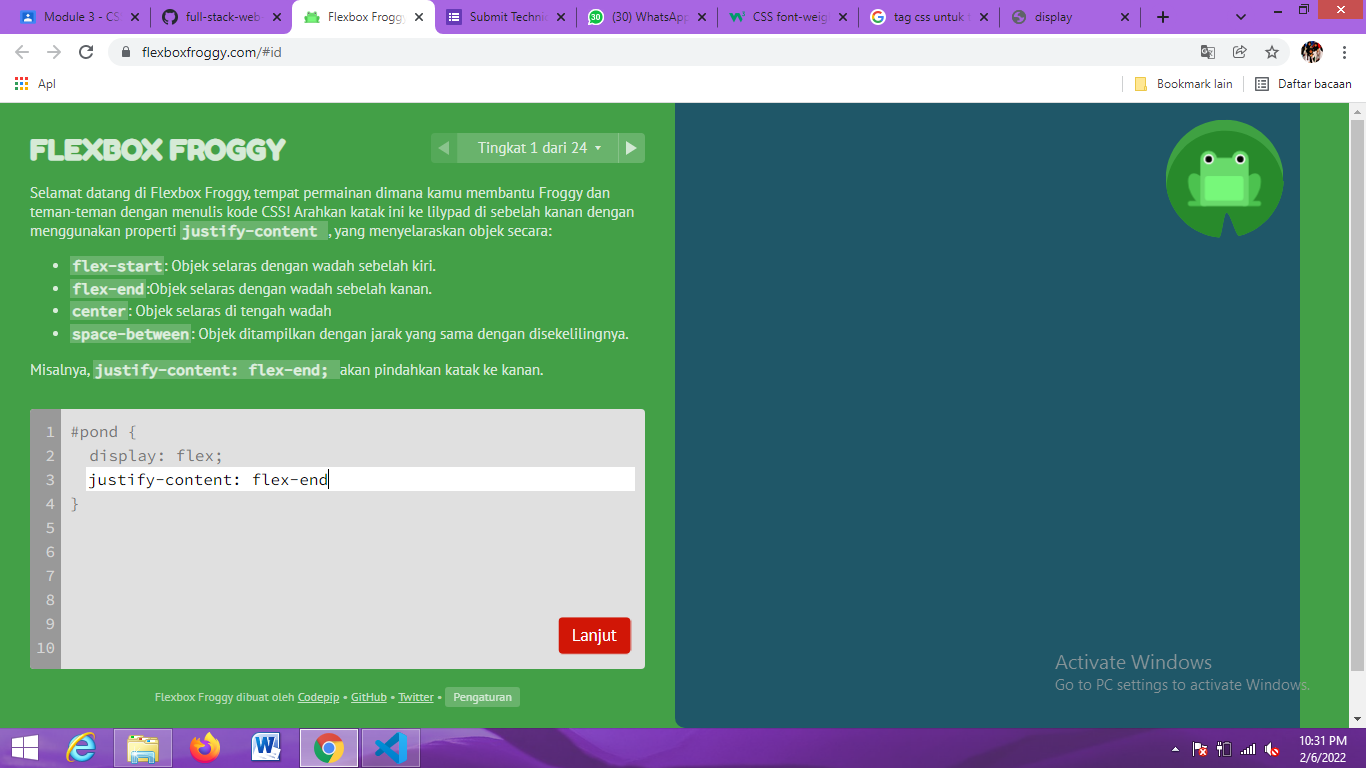 Module 3 - CS
full-stack-web
Flexbox Froggy
Submit Techni
(30) WhatsApp
CSS font-weig
tag css untuk
display
flexboxfroggy.com/#id
Apl
Bookmark lain
Daftar bacaan
FLEXBOX FROGGY
Tingkat 1 dari 24
Selamat datang di Flexbox Froggy, tempat permainan dimana kamu membantu Froggy dan
teman-teman dengan menulis kode CSS! Arahkan katak ini ke lilypad di sebelah kanan dengan
menggunakan properti justify-content , yang menyelaraskan objek secara:
• flex-start: Objek selaras dengan wadah sebelah kiri.
• flex-end:Objek selaras dengan wadah sebelah kanan.
• center: Objek selaras di tengah wadah
• space-between: Objek ditampilkan dengan jarak yang sama dengan disekelilingnya.
Misalnya, justify-content: flex-end; akan pindahkan katak ke kanan.
1 #pond {
2 display: flex;
3 justify-content: flex-end
4 }
5
6
7
8
9
10
Lanjut
Flexbox Froggy dibuat oleh Codepip • GitHub • Twitter • Pengaturan
Activate Windows
Go to PC settings to activate Windows.
10:31 PM
2/6/2022